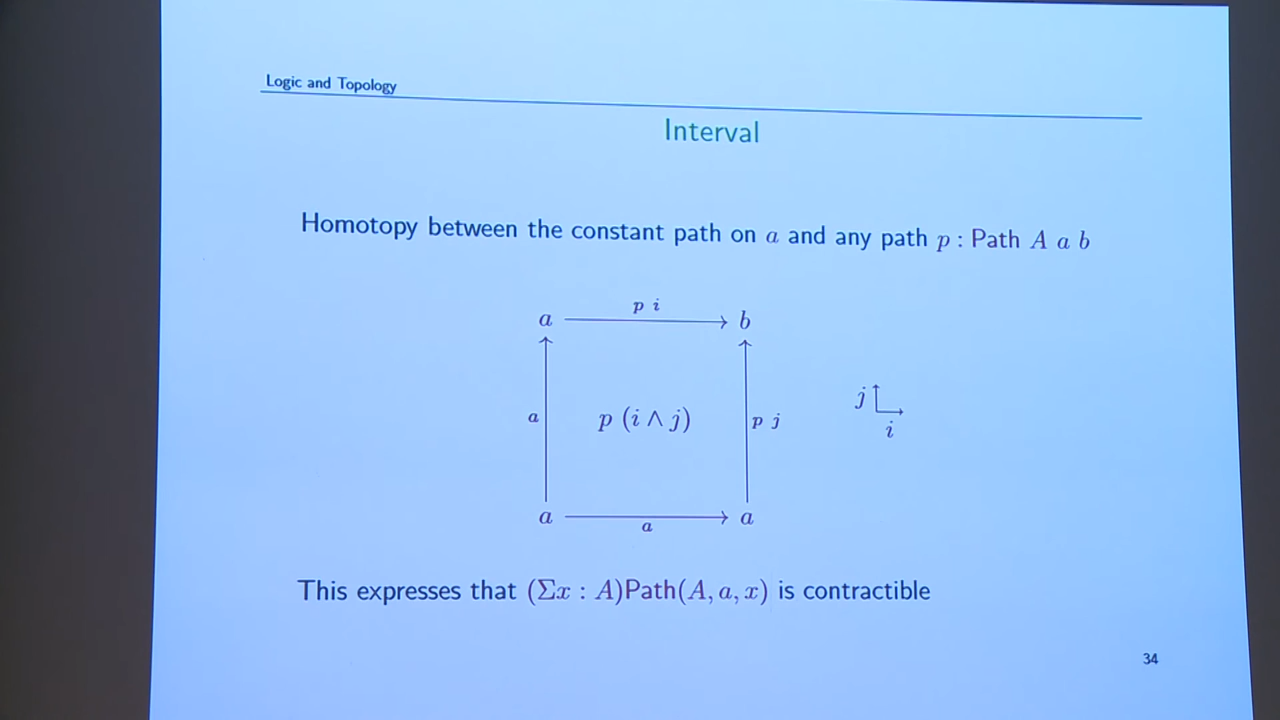 Logic and Topology
Interval
Homotopy between the constant path on a and any path p : Path A a b
p i
a b
a p (i ∧ j) p j
j
i
a a
a
This expresses that (Σx : A)Path(A, a, x) is contractible
34